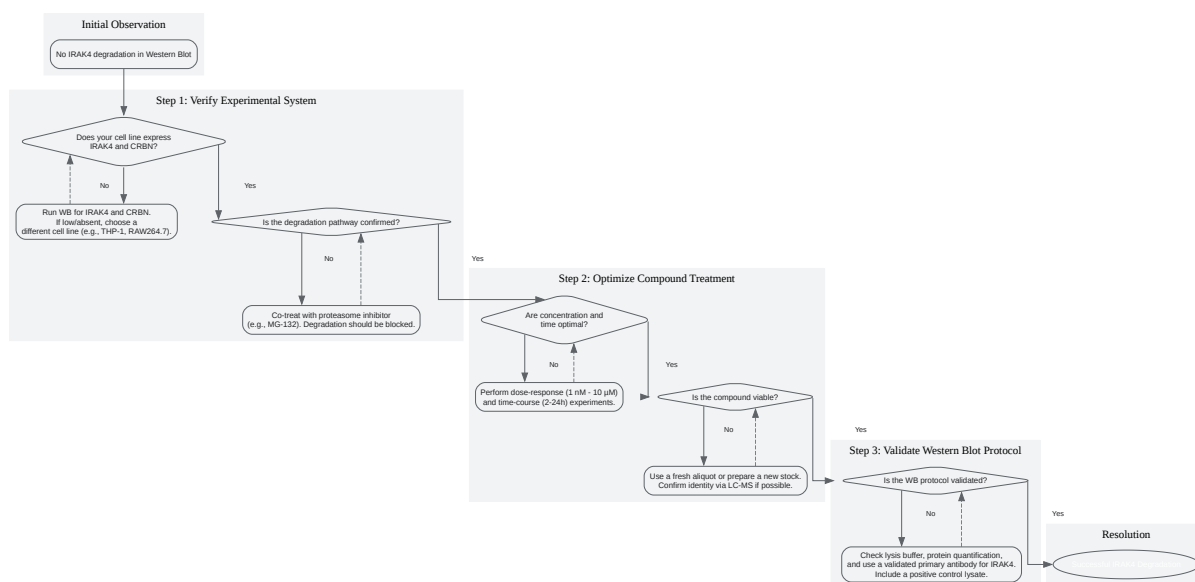 Initial Observation
No IRAK4 degradation in Western Blot
Step 1: Verify Experimental System
Does your cell line express
IRAK4 and CRBN?
No
Yes
Run WB for IRAK4 and CRBN.
If low/absent, choose a
different cell line (e.g., THP-1, RAW264.7).
Is the degradation pathway confirmed?
No
Yes
Co-treat with proteasome inhibitor
(e.g., MG-132). Degradation should be blocked.
Step 2: Optimize Compound Treatment
Are concentration and
time optimal?
No
Yes
Perform dose-response (1 nM - 10 µM)
and time-course (2-24h) experiments.
Is the compound viable?
No
Yes
Use a fresh aliquot or prepare a new stock.
Confirm identity via LC-MS if possible.
Step 3: Validate Western Blot Protocol
Is the WB protocol validated?
No
Yes
Check lysis buffer, protein quantification,
and use a validated primary antibody for IRAK4.
Include a positive control lysate.
Resolution